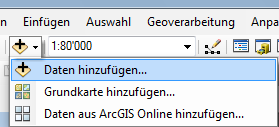 Einfügen Auswahl Geoverarbeitung Anpa
1:80'000
Daten hinzufügen...
Grundkarte hinzufügen...
Daten aus ArcGIS Online hinzufügen...